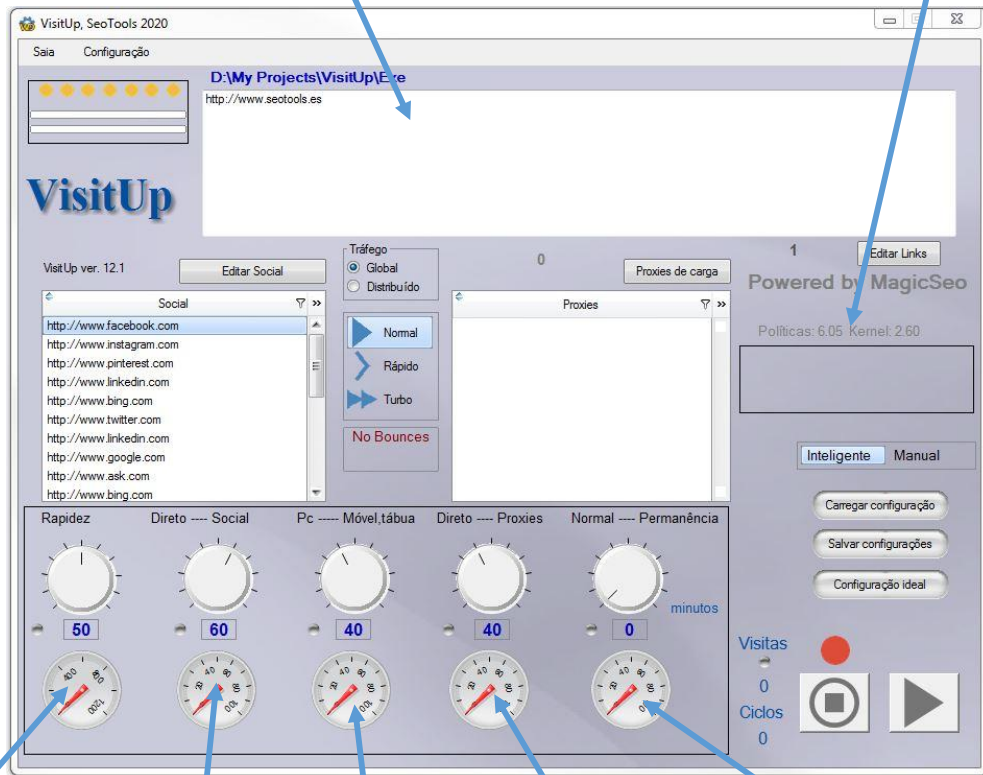 VisitUp, SeoTools 2020
Saia Configuração
D:\My Projects\VisitUp\Exe
http://www.seotools.es
VisitUp
VisitUp ver. 12.1
Editar Social
Tráfego
Global
Distribuído
0
Proxies de carga
1
Editar Links
Powered by MagicSeo
Políticas: 6.05 Kernel: 2.60
Social
http://www.facebook.com
http://www.instagram.com
http://www.pinterest.com
http://www.linkedin.com
http://www.bing.com
http://www.twitter.com
http://www.linkedin.com
http://www.google.com
http://www.ask.com
http://www.bing.com
Normal
Rápido
Turbo
No Bounces
Proxies
Inteligente Manual
Carregar configuração
Salvar configurações
Configuração ideal
Rapidez Direto ---- Social Pc ----- Móvel,tábua Direto ---- Proxies Normal ---- Permanência
minutos
50 60 40 40 0
Visitas
0
Ciclos
0